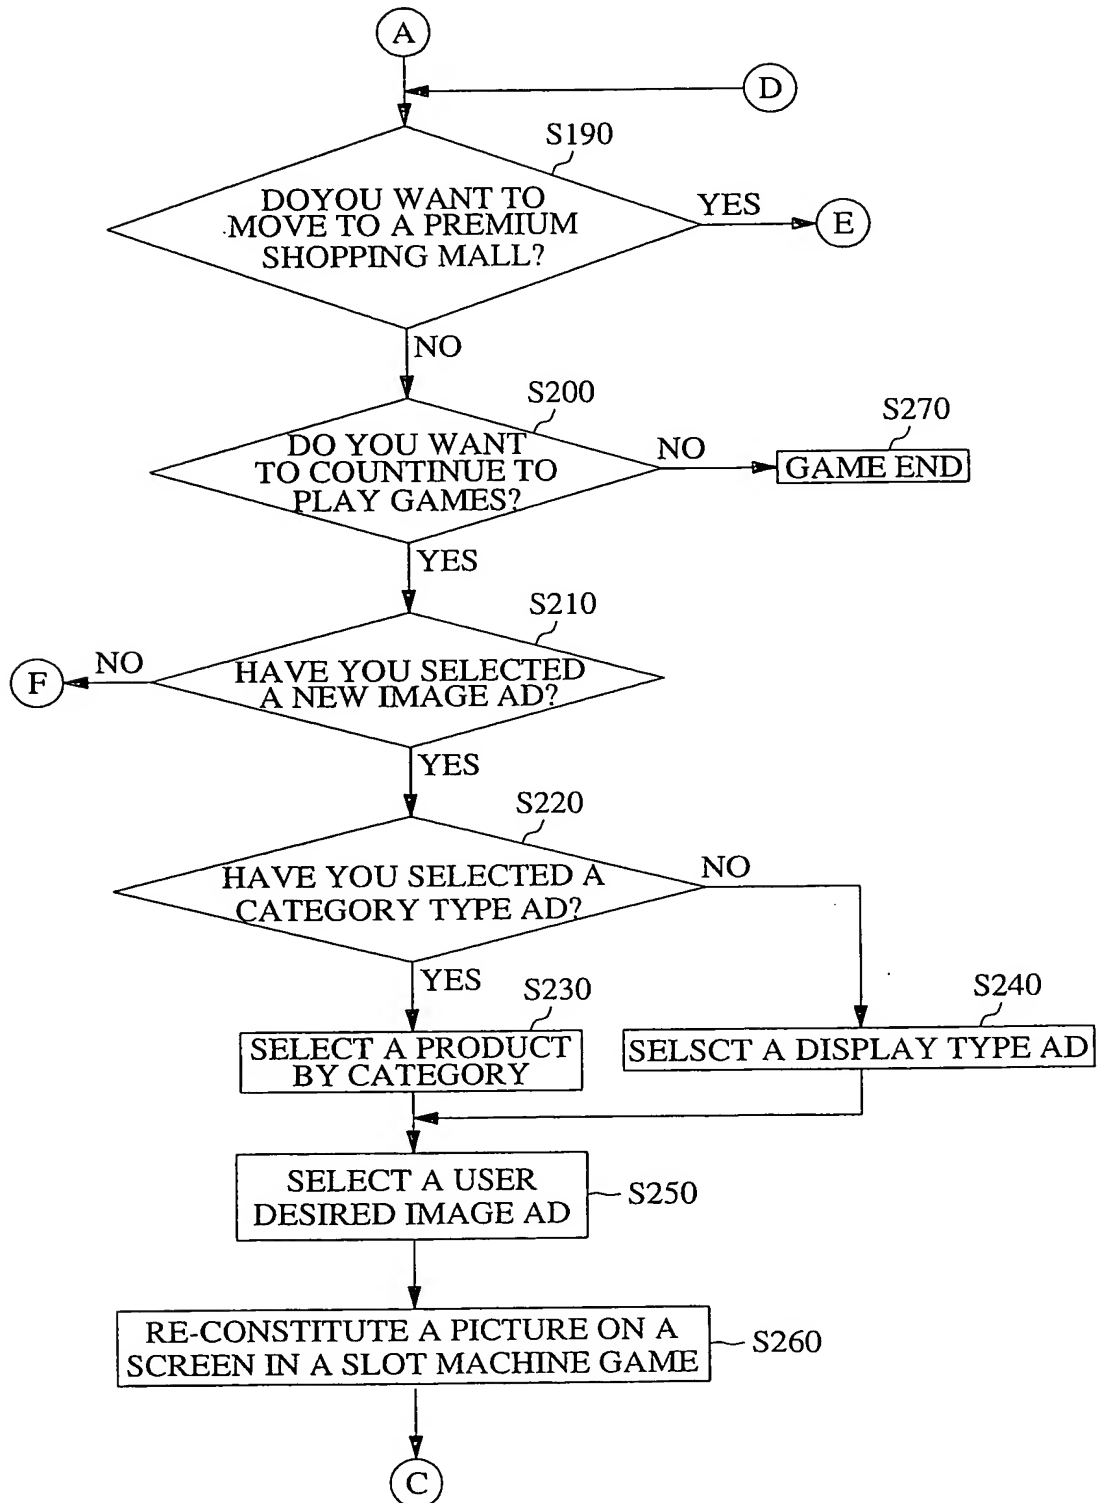 A
D
S190
DOYOU WANT TO
MOVE TO A PREMIUM
SHOPPING MALL?
YES
E
NO
S200
DO YOU WANT
TO COUNTINUE TO
PLAY GAMES?
NO
S270
GAME END
YES
S210
HAVE YOU SELECTED
A NEW IMAGE AD?
NO
F
YES
S220
HAVE YOU SELECTED A
CATEGORY TYPE AD?
NO
YES
S230
SELECT A PRODUCT
BY CATEGORY
S240
SELSCT A DISPLAY TYPE AD
SELECT A USER
DESIRED IMAGE AD
S250
RE-CONSTITUTE A PICTURE ON A
SCREEN IN A SLOT MACHINE GAME
S260
C